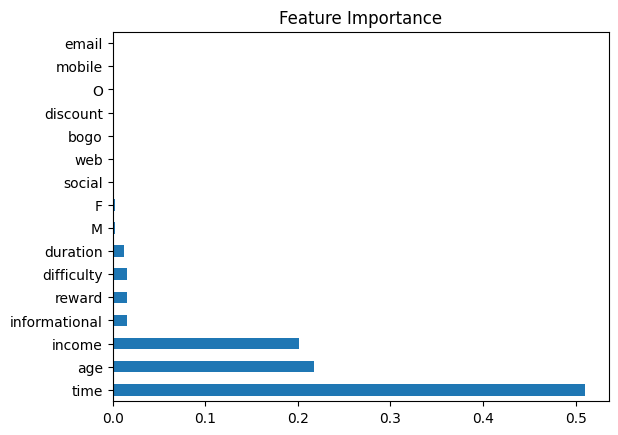 Feature Importance
email
mobile
O
discount
bogo
web
social
F
M
duration
difficulty
reward
informational
income
age
time
0.0 0.1 0.2 0.3 0.4 0.5